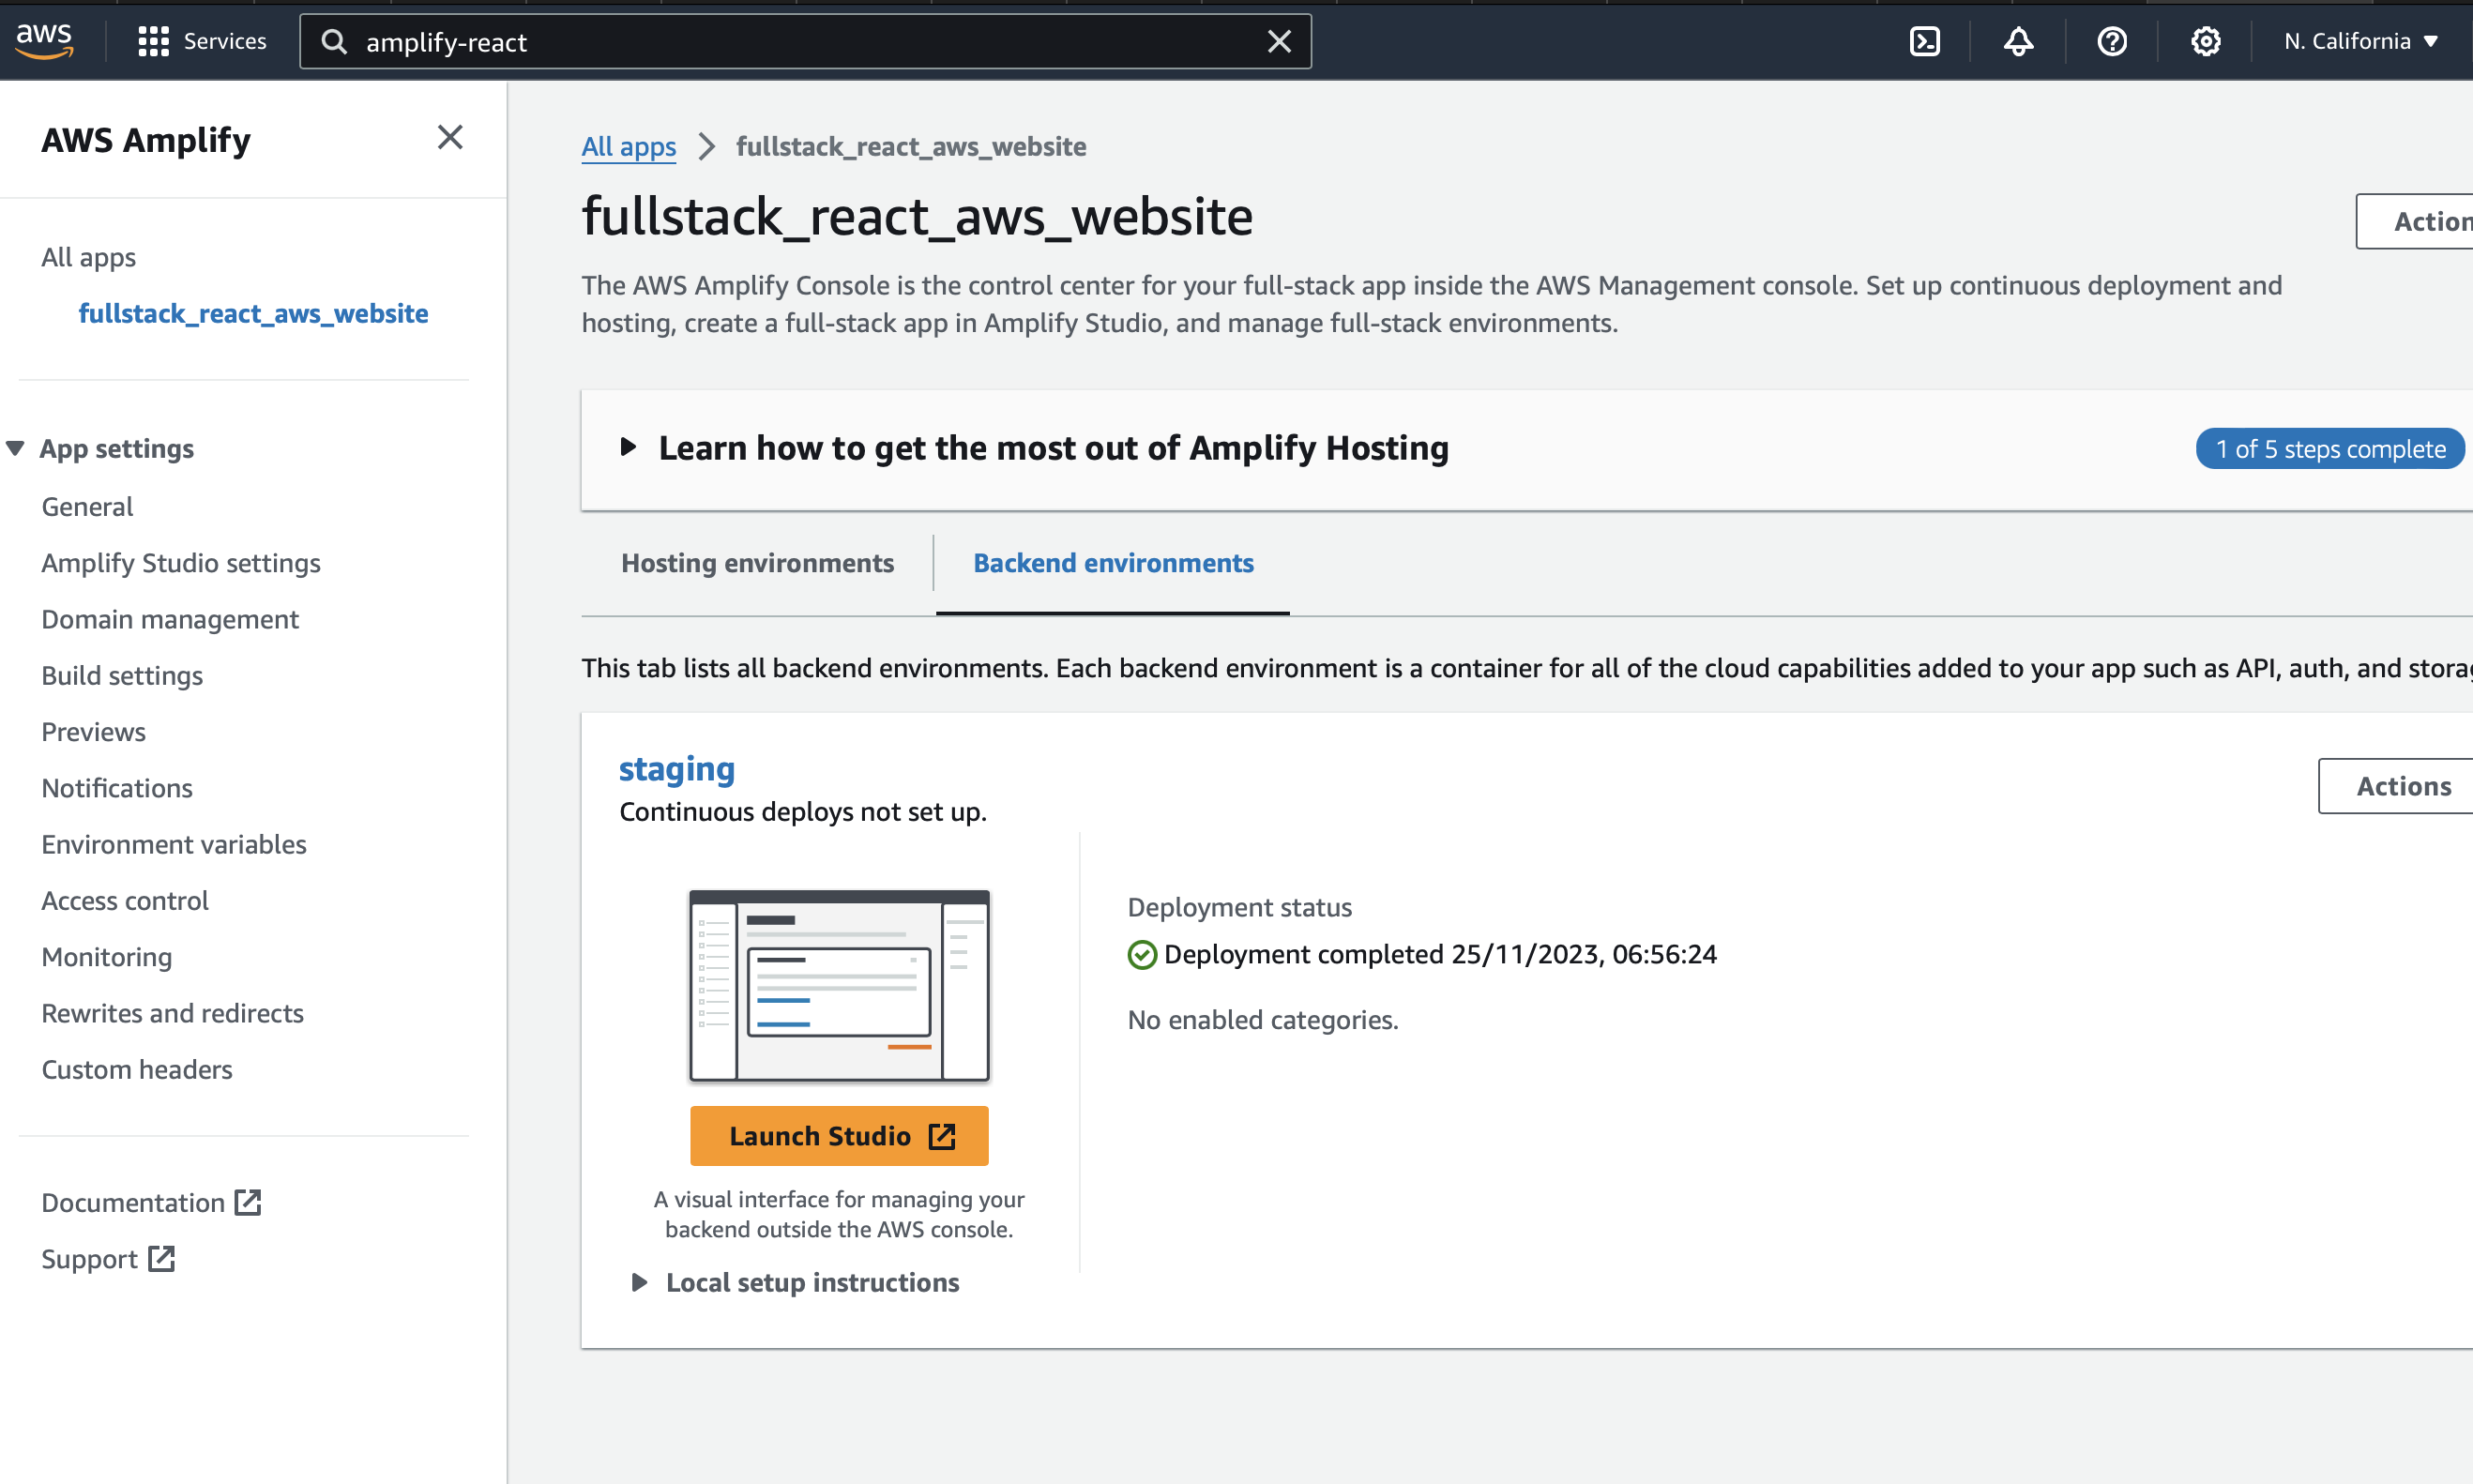 aws
Services
amplify-react
N. California
AWS Amplify
All apps
fullstack_react_aws_website
App settings
General
Amplify Studio settings
Domain management
Build settings
Previews
Notifications
Environment variables
Access control
Monitoring
Rewrites and redirects
Custom headers
Documentation
Support
All apps
fullstack_react_aws_website
fullstack_react_aws_website
Action
The AWS Amplify Console is the control center for your full-stack app inside the AWS Management console. Set up continuous deployment and
hosting, create a full-stack app in Amplify Studio, and manage full-stack environments.
Learn how to get the most out of Amplify Hosting
1 of 5 steps complete
Hosting environments
Backend environments
This tab lists all backend environments. Each backend environment is a container for all of the cloud capabilities added to your app such as API, auth, and storag
staging
Actions
Continuous deploys not set up.
Deployment status
Deployment completed 25/11/2023, 06:56:24
No enabled categories.
Launch Studio
A visual interface for managing your
backend outside the AWS console.
Local setup instructions